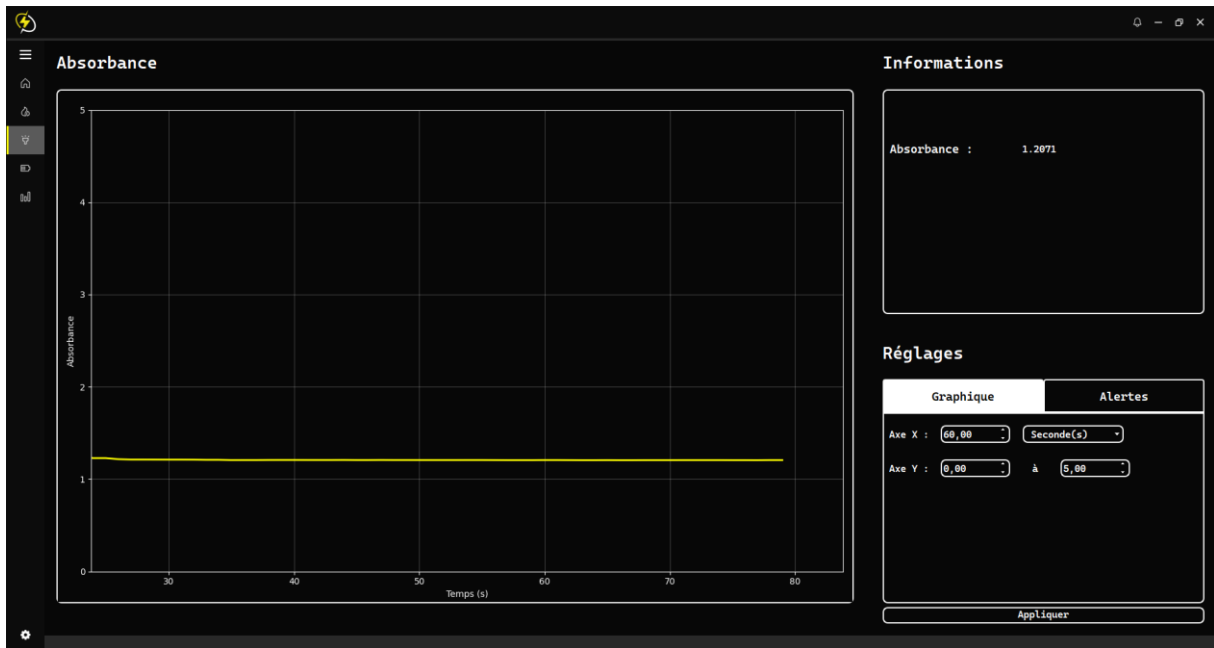 Absorbance
5
4
3
2
1
0
Absorbance
30 40 50 60 70 80
Temps (s)
Informations
Absorbance : 1.2071
Réglages
Graphique Alertes
Axe X : 60,00 Seconde(s)
Axe Y : 0,00 à 5,00
Appliquer